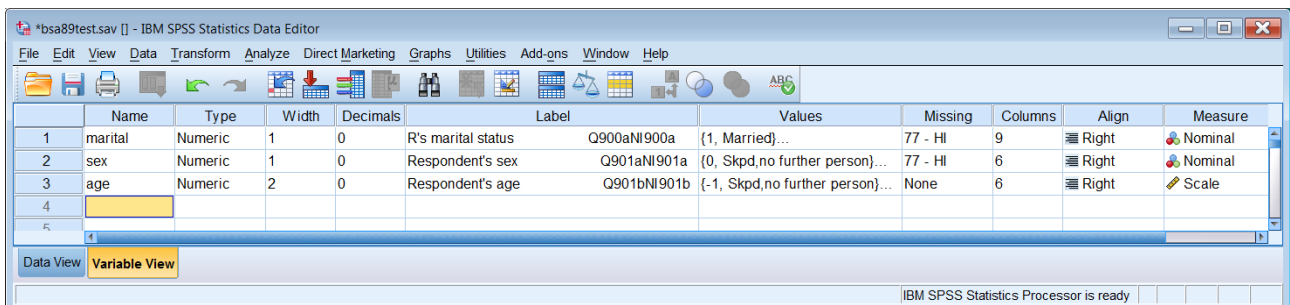 *bsa89test.sav [] - IBM SPSS Statistics Data Editor
File Edit View Data Transform Analyze Direct Marketing Graphs Utilities Add-ons Window Help
Name Type Width Decimals Label Values Missing Columns Align Measure
1 marital Numeric 1 0 R's marital status Q900aNI900a {1, Married}... 77 - HI 9 Right Nominal
2 sex Numeric 1 0 Respondent's sex Q901aNI901a {0, Skpd,no further person}... 77 - HI 6 Right Nominal
3 age Numeric 2 0 Respondent's age Q901bNI901b {-1, Skpd,no further person}... None 6 Right Scale
4
5
Data View Variable View
IBM SPSS Statistics Processor is ready